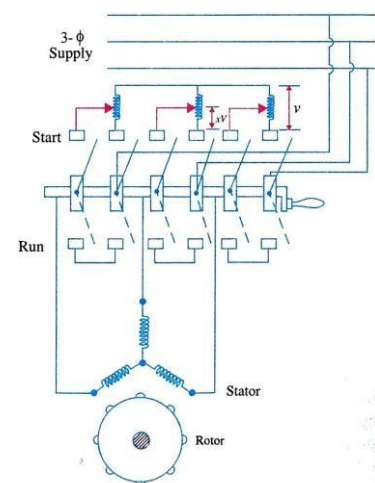 3- ϕ
Supply
v
xV
Start
Run
Stator
Rotor